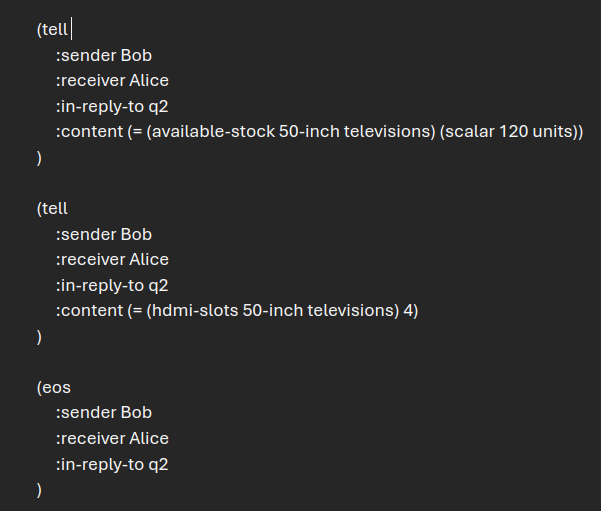 (tell
:sender Bob
:receiver Alice
:in-reply-to q2
:content (= (available-stock 50-inch televisions) (scalar 120 units))
)
(tell
:sender Bob
:receiver Alice
:in-reply-to q2
:content (= (hdmi-slots 50-inch televisions) 4)
)
(eos
:sender Bob
:receiver Alice
:in-reply-to q2
)